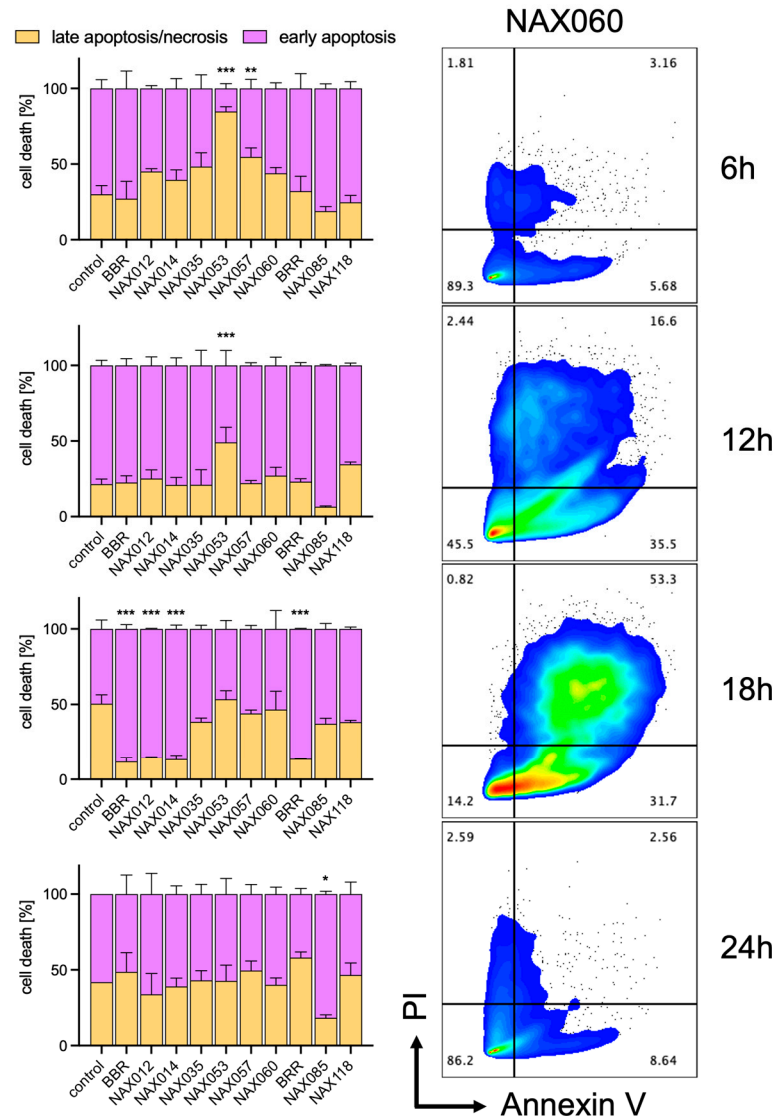 NAX060
late apoptosis/necrosis early apoptosis
cell death [%]
100
50
0
*** **
control BBR NAX012 NAX014 NAX035 NAX053 NAX057 NAX060 BRR NAX085 NAX118
1.81 3.16
89.3 5.68
6h
cell death [%]
100
50
0
***
control BBR NAX012 NAX014 NAX035 NAX053 NAX057 NAX060 BRR NAX085 NAX118
2.44 16.6
45.5 35.5
12h
cell death [%]
100
50
0
*** *** *** ***
control BBR NAX012 NAX014 NAX035 NAX053 NAX057 NAX060 BRR NAX085 NAX118
0.82 53.3
14.2 31.7
18h
cell death [%]
100
50
0
*
control BBR NAX012 NAX014 NAX035 NAX053 NAX057 NAX060 BRR NAX085 NAX118
2.59 2.56
86.2 8.64
24h
PI
Annexin V